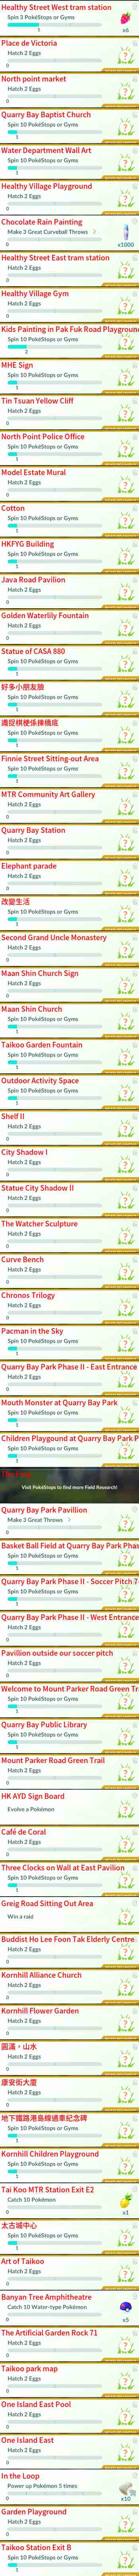 Healthy Street West tram station
Spin 3 PokéStops or Gyms
1
x6
Place de Victoria
Hatch 2 Eggs
0
North point market
Hatch 2 Eggs
0
Quarry Bay Baptist Church
Spin 10 PokéStops or Gyms
1
Water Department Wall Art
Spin 10 PokéStops or Gyms
1
Healthy Village Playground
Hatch 2 Eggs
0
Chocolate Rain Painting
Make 3 Great Curveball Throws
0
x1000
Healthy Street East tram station
Hatch 2 Eggs
0
Healthy Village Gym
Hatch 2 Eggs
0
Kids Painting in Pak Fuk Road Playground
Spin 10 PokéStops or Gyms
2
MHE Sign
Spin 10 PokéStops or Gyms
1
Tin Tsuan Yellow Cliff
Hatch 2 Eggs
0
North Point Police Office
Spin 10 PokéStops or Gyms
1
Model Estate Mural
Hatch 2 Eggs
0
Cotton
Spin 10 PokéStops or Gyms
1
HKFYG Building
Spin 10 PokéStops or Gyms
1
Java Road Pavilion
Hatch 2 Eggs
0
Golden Waterlily Fountain
Hatch 2 Eggs
0
Statue of CASA 880
Spin 10 PokéStops or Gyms
1
好多小朋友臉
Spin 10 PokéStops or Gyms
1
識捉棋梗係揀橋底
Spin 10 PokéStops or Gyms
1
Finnie Street Sitting-out Area
Spin 10 PokéStops or Gyms
1
MTR Community Art Gallery
Hatch 2 Eggs
0
Quarry Bay Station
Hatch 2 Eggs
0
Elephant parade
Hatch 2 Eggs
0
改變生活
Spin 10 PokéStops or Gyms
1
Second Grand Uncle Monastery
Hatch 2 Eggs
0
Maan Shin Church Sign
Hatch 2 Eggs
0
Maan Shin Church
Spin 10 PokéStops or Gyms
1
Taikoo Garden Fountain
Spin 10 PokéStops or Gyms
1
Outdoor Activity Space
Spin 10 PokéStops or Gyms
1
Shelf II
Hatch 2 Eggs
0
City Shadow I
Hatch 2 Eggs
0
Statue City Shadow II
Hatch 2 Eggs
0
The Watcher Sculpture
Hatch 2 Eggs
0
Curve Bench
Hatch 2 Eggs
0
Chronos Trilogy
Hatch 2 Eggs
0
Pacman in the Sky
Spin 10 PokéStops or Gyms
1
Quarry Bay Park Phase II - East Entrance
Hatch 2 Eggs
0
Mouth Monster at Quarry Bay Park
Spin 10 PokéStops or Gyms
1
Children Playground at Quarry Bay Park P
Spin 10 PokéStops or Gyms
1
Visit PokéStops to find more Field Research!
Quarry Bay Park Pavillion
Make 3 Great Throws
0
Basket Ball Field at Quarry Bay Park Phas
Spin 10 PokéStops or Gyms
1
Quarry Bay Park Phase II - Soccer Pitch 7-
Spin 10 PokéStops or Gyms
1
Quarry Bay Park Phase II - West Entrance
Hatch 2 Eggs
0
Pavillion outside our soccer pitch
Hatch 2 Eggs
0
Welcome to Mount Parker Road Green Tr
Spin 10 PokéStops or Gyms
1
Quarry Bay Public Library
Spin 10 PokéStops or Gyms
1
Mount Parker Road Green Trail
Hatch 2 Eggs
0
HK AYD Sign Board
Evolve a Pokémon
Café de Coral
Hatch 2 Eggs
0
Three Clocks on Wall at East Pavilion
Spin 10 PokéStops or Gyms
1
Greig Road Sitting Out Area
Win a raid
Buddist Ho Lee Foon Tak Elderly Centre
Hatch 2 Eggs
0
Kornhill Alliance Church
Hatch 2 Eggs
0
Kornhill Flower Garden
Hatch 2 Eggs
0
圓滿，山水
Hatch 2 Eggs
0
康安街大廈
Hatch 2 Eggs
0
地下鐵路港島線通車紀念碑
Spin 10 PokéStops or Gyms
1
Kornhill Children Playground
Spin 10 PokéStops or Gyms
1
Tai Koo MTR Station Exit E2
Catch 10 Pokémon
0
x1
太古城中心
Spin 10 PokéStops or Gyms
1
Art of Taikoo
Hatch 2 Eggs
0
Banyan Tree Amphitheatre
Catch 10 Water-type Pokémon
0
x5
The Artificial Garden Rock 71
Hatch 2 Eggs
0
Taikoo park map
Hatch 2 Eggs
0
One Island East Pool
Hatch 2 Eggs
0
One Island East
Hatch 2 Eggs
0
In the Loop
Power up Pokémon 5 times
0
x10
Garden Playground
Hatch 2 Eggs
0
Taikoo Station Exit B
Spin 10 PokéStops or Gyms
1